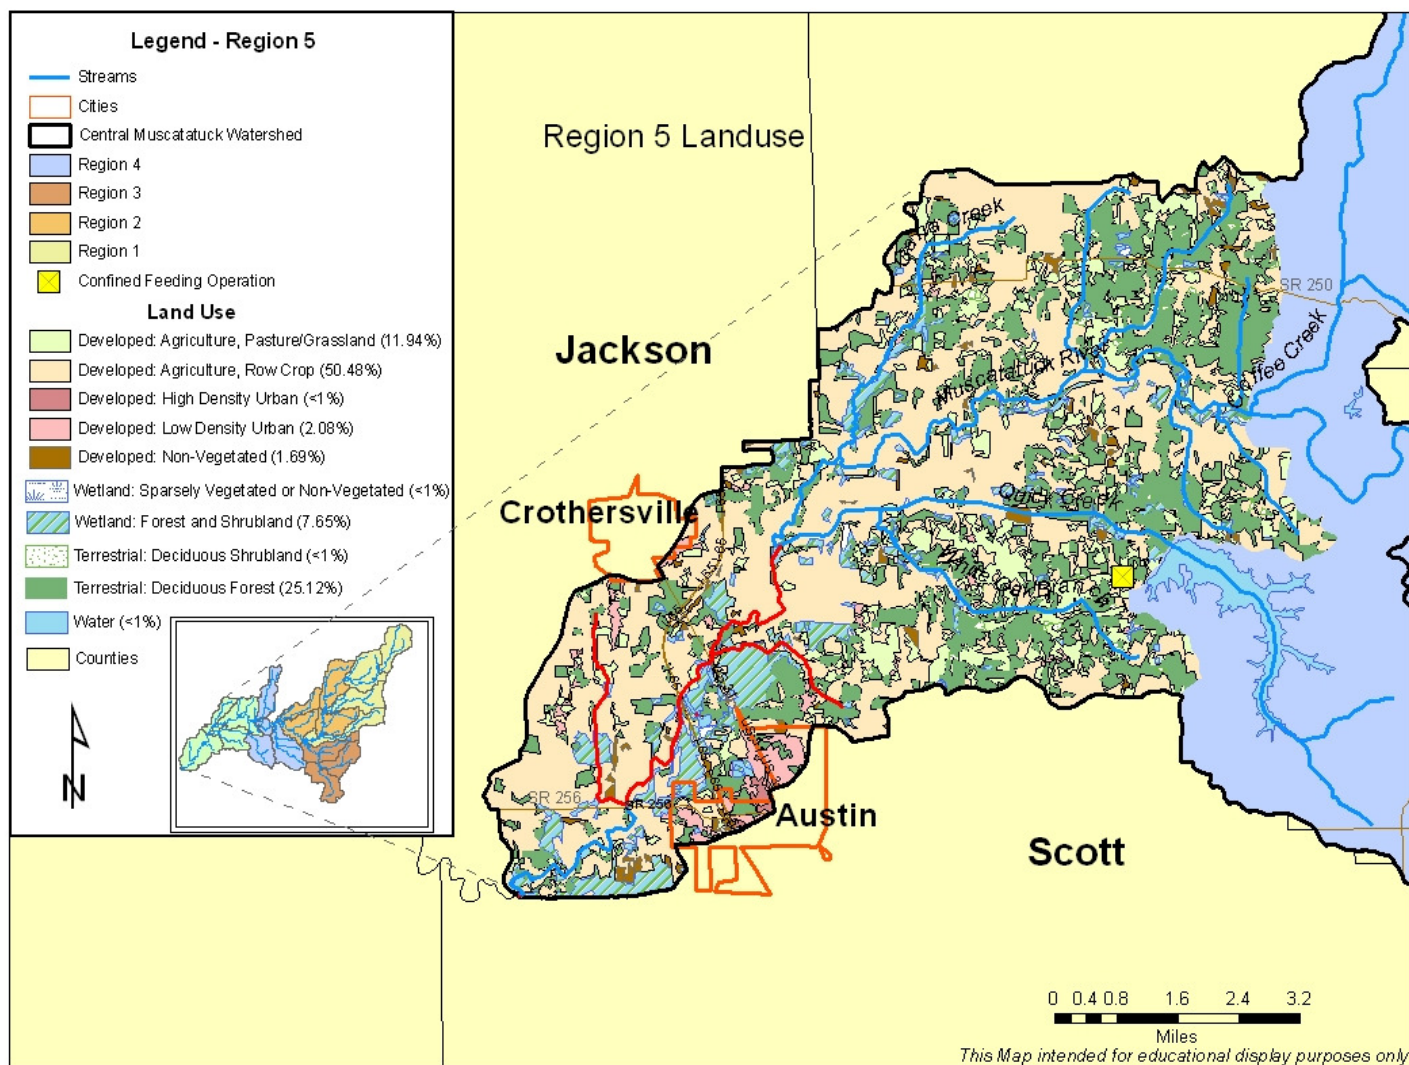 Legend - Region 5
Streams
Cities
Central Muscatatuck Watershed
Region 4
Region 3
Region 2
Region 1
Confined Feeding Operation
Land Use
Developed: Agriculture, Pasture/Grassland (11.94%)
Developed: Agriculture, Row Crop (50.48%)
Developed: High Density Urban (<1%)
Developed: Low Density Urban (2.08%)
Developed: Non-Vegetated (1.69%)
Wetland: Sparsely Vegetated or Non-Vegetated (<1%)
Wetland: Forest and Shrubland (7.65%)
Terrestrial: Deciduous Shrubland (<1%)
Terrestrial: Deciduous Forest (25.12%)
Water (<1%)
Counties
N
Region 5 Landuse
Creek
SR 250
Coffee Creek
Jackson
Muscatatuck River
Crothersville
Quick Creek
White Oak Branch
SR 256
SR 256
Austin
Scott
0 0.4 0.8 1.6 2.4 3.2
Miles
This Map intended for educational display purposes only